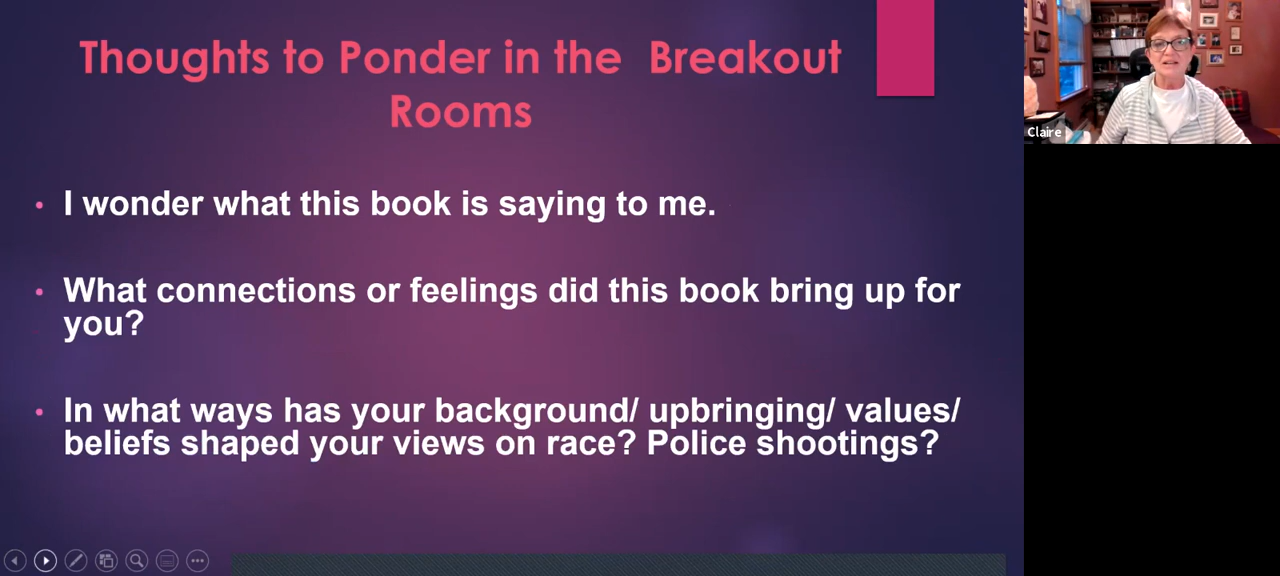 Thoughts to Ponder in the  Breakout
Rooms
• I wonder what this book is saying to me.
• What connections or feelings did this book bring up for
you?
• In what ways has your background/ upbringing/ values/
beliefs shaped your views on race? Police shootings?
Claire